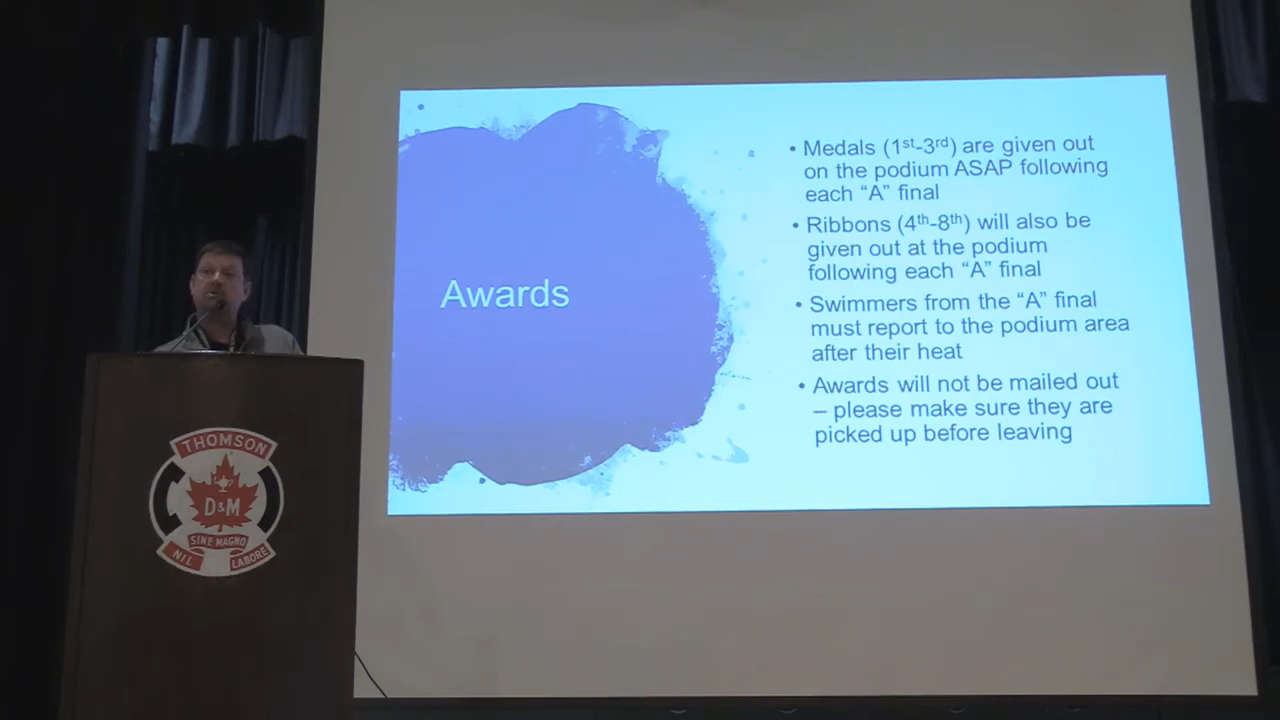 Awards
• Medals (1st-3rd) are given out
on the podium ASAP following
each “A” final
• Ribbons (4th-8th) will also be
given out at the podium
following each “A” final
• Swimmers from the “A” final
must report to the podium area
after their heat
• Awards will not be mailed out
– please make sure they are
picked up before leaving
THOMSON
D&M
SINE MAGNO
NIL LABORE